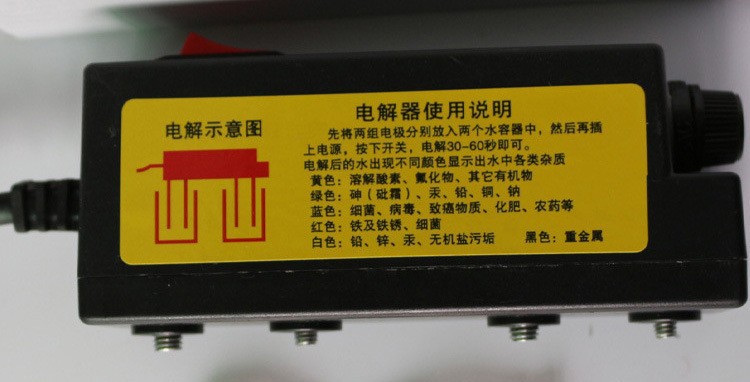 电解示意图
电解器使用说明
先将两组电极分别放入两个水容器中，然后再插
上电源，按下开关，电解30-60秒即可。
电解后的水出现不同颜色显示出水中各类杂质
黄色：溶解酸素、氟化物、其它有机物
绿色：砷（砒霜）、汞、铅、铜、钠
蓝色：细菌、病毒、致癌物质、化肥、农药等
红色：铁及铁锈、细菌
白色：铅、锌、汞、无机盐污垢 黑色：重金属